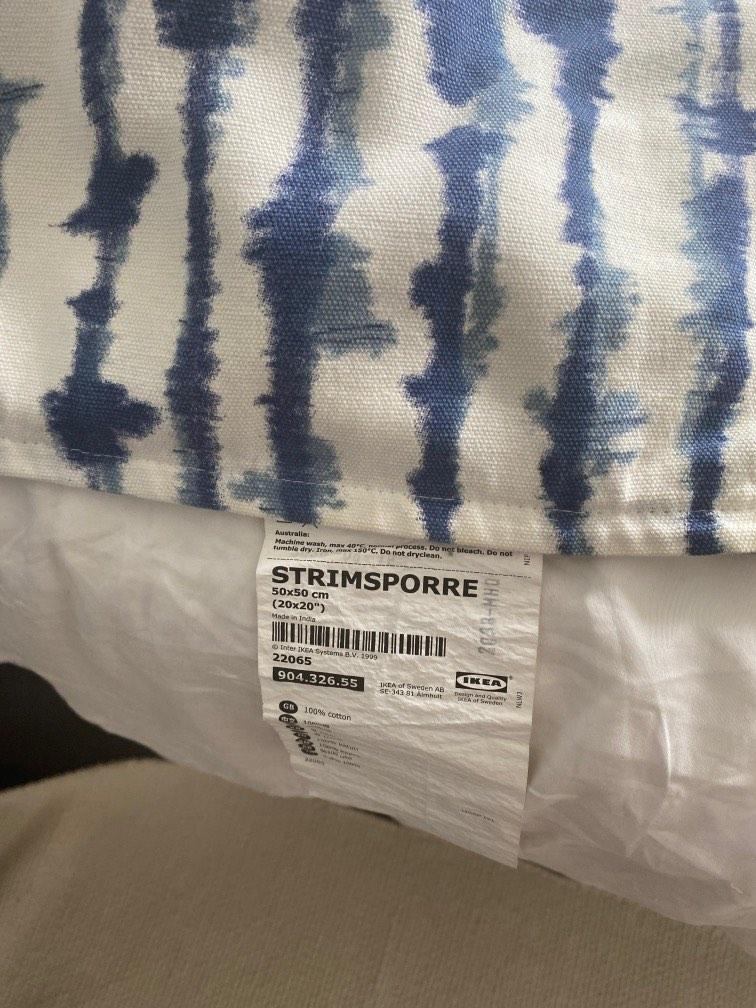 Australia:
Machine wash, max 40°C, normal process. Do not bleach. Do not
tumble dry. Iron, max 150°C. Do not dryclean.
STRIMSPORRE
50x50 cm
(20x20")
Made in India
© Inter IKEA Systems B.V. 1999
22065
904.326.55
IKEA of Sweden AB
SE-343 81 Älmhult
IKEA
®
Design and Quality
IKEA of Sweden
GB 100% cotton
22065